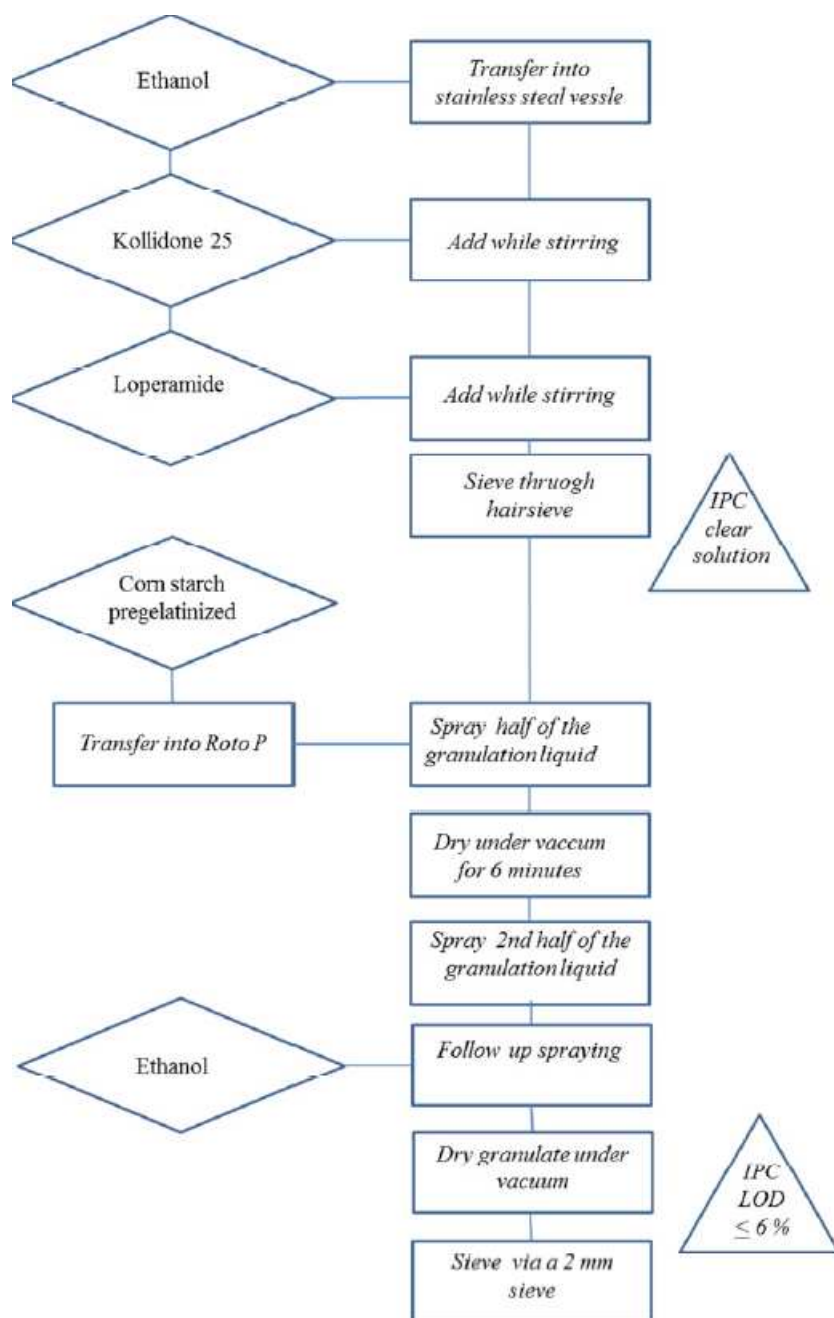 Ethanol
Transfer into
stainless steal vessle
Kollidone 25
Add while stirring
Loperamide
Add while stirring
Sieve thruogh
hairsieve
IPC
clear
solution
Corn starch
pregelatinized
Transfer into Roto P
Spray half of the
granulation liquid
Dry under vaccum
for 6 minutes
Spray 2nd half of the
granulation liquid
Ethanol
Follow up spraying
Dry granulate under
vacuum
IPC
LOD
≤ 6 %
Sieve via a 2 mm
sieve